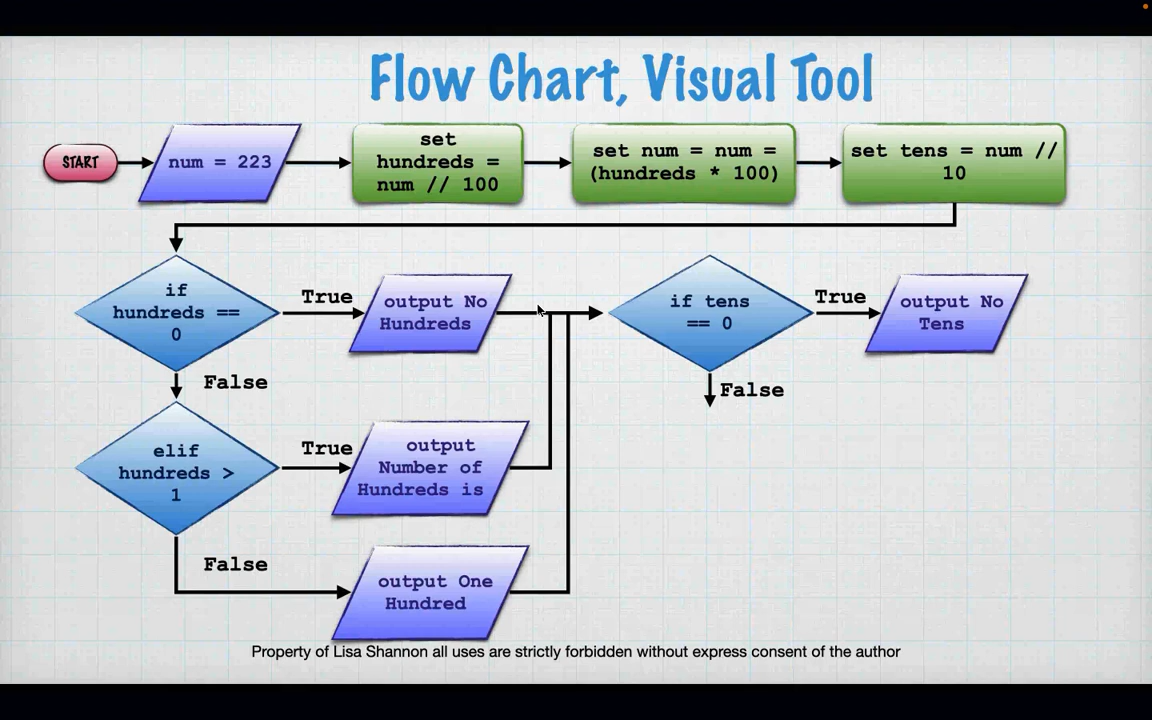 Flow Chart, Visual Tool
START
num = 223
set
hundreds =
num // 100
set num = num =
(hundreds * 100)
set tens = num //
10
if
hundreds ==
0
True
output No
Hundreds
if tens
== 0
True
output No
Tens
False
False
elif
hundreds >
1
True
output
Number of
Hundreds is
False
output One
Hundred
Property of Lisa Shannon all uses are strictly forbidden without express consent of the author